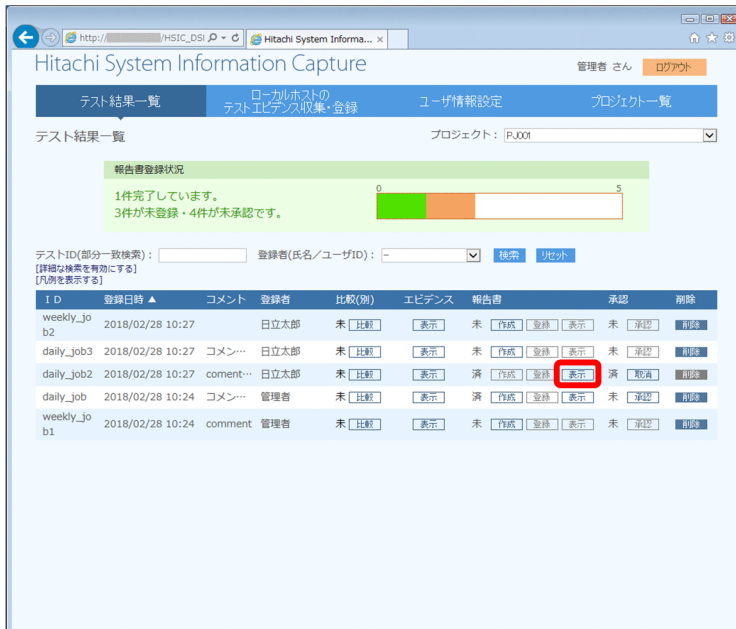 http:// /HSIC_DSI
Hitachi System Informa...
Hitachi System Information Capture
管理者 さん ログアウト
テスト結果一覧 ローカルホストの テストエビデンス収集・登録 ユーザ情報設定 プロジェクト一覧
テスト結果一覧 プロジェクト: PJ001
報告書登録状況
1件完了しています。
3件が未登録・4件が未承認です。
0 5
テストID(部分一致検索): 登録者(氏名/ユーザID): - 検索 リセット
[詳細な検索を有効にする]
[凡例を表示する]
ID 登録日時▲ コメント 登録者 比較(別) エビデンス 報告書 承認 削除
weekly_job2 2018/02/28 10:27 日立太郎 未 比較 表示 未 作成 登録 表示 未 承認 削除
daily_job3 2018/02/28 10:27 コメン… 日立太郎 未 比較 表示 未 作成 登録 表示 未 承認 削除
daily_job2 2018/02/28 10:27 coment… 日立太郎 未 比較 表示 済 作成 登録 表示 済 取消 削除
daily_job 2018/02/28 10:24 コメン… 管理者 未 比較 表示 済 作成 登録 表示 未 承認 削除
weekly_job1 2018/02/28 10:24 comment 管理者 未 比較 表示 未 作成 登録 表示 未 承認 削除